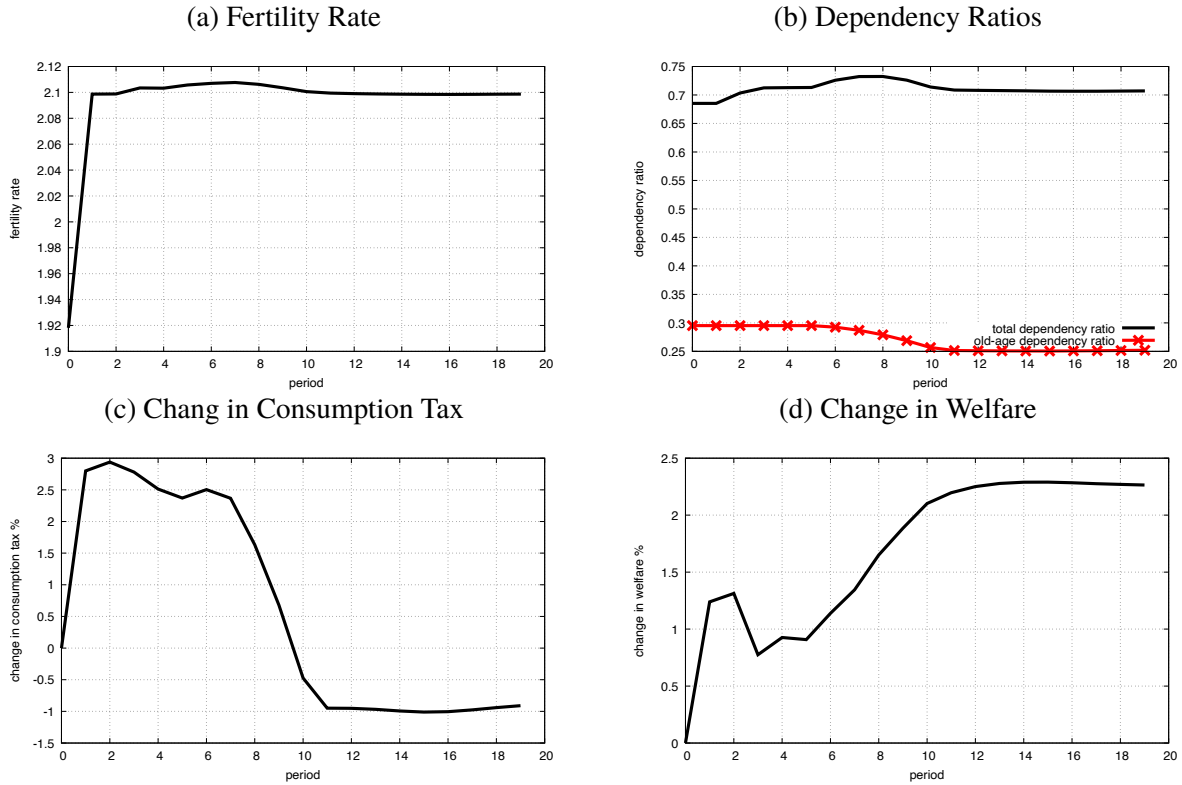 (a) Fertility Rate
2.12
2.1
2.08
2.06
2.04
2.02
2
1.98
1.96
1.94
1.92
1.9
fertility rate
0 2 4 6 8 10 12 14 16 18 20
period
(b) Dependency Ratios
0.75
0.7
0.65
0.6
0.55
0.5
0.45
0.4
0.35
0.3
0.25
dependency ratio
total dependency ratio
old-age dependency ratio
0 2 4 6 8 10 12 14 16 18 20
period
(c) Chang in Consumption Tax
3
2.5
2
1.5
1
0.5
0
-0.5
-1
-1.5
change in consumption tax %
0 2 4 6 8 10 12 14 16 18 20
period
(d) Change in Welfare
2.5
2
1.5
1
0.5
0
change in welfare %
0 2 4 6 8 10 12 14 16 18 20
period